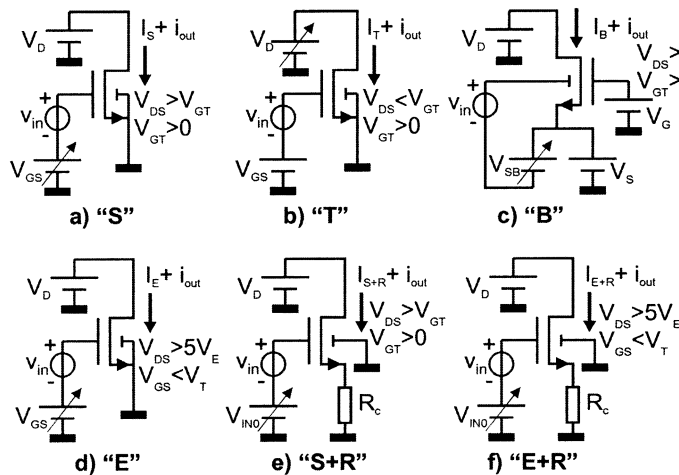 V_D
I_S + i_out
V_DS>V_GT
V_GT>0
+
v_in
-
V_GS
a) "S"
V_D
I_T + i_out
V_DS<V_GT
V_GT>0
+
v_in
-
V_GS
b) "T"
V_D
I_B + i_out
V_DS>
V_GT>
+
v_in
-
V_G
V_SB
V_S
c) "B"
V_D
I_E + i_out
V_DS>5V_E
V_GS<V_T
+
v_in
-
V_GS
d) "E"
V_D
I_S+R + i_out
V_DS>V_GT
V_GT>0
+
v_in
-
V_IN0
R_c
e) "S+R"
V_D
I_E+R + i_out
V_DS>5V_E
V_GS<V_T
+
v_in
-
V_IN0
R_c
f) "E+R"